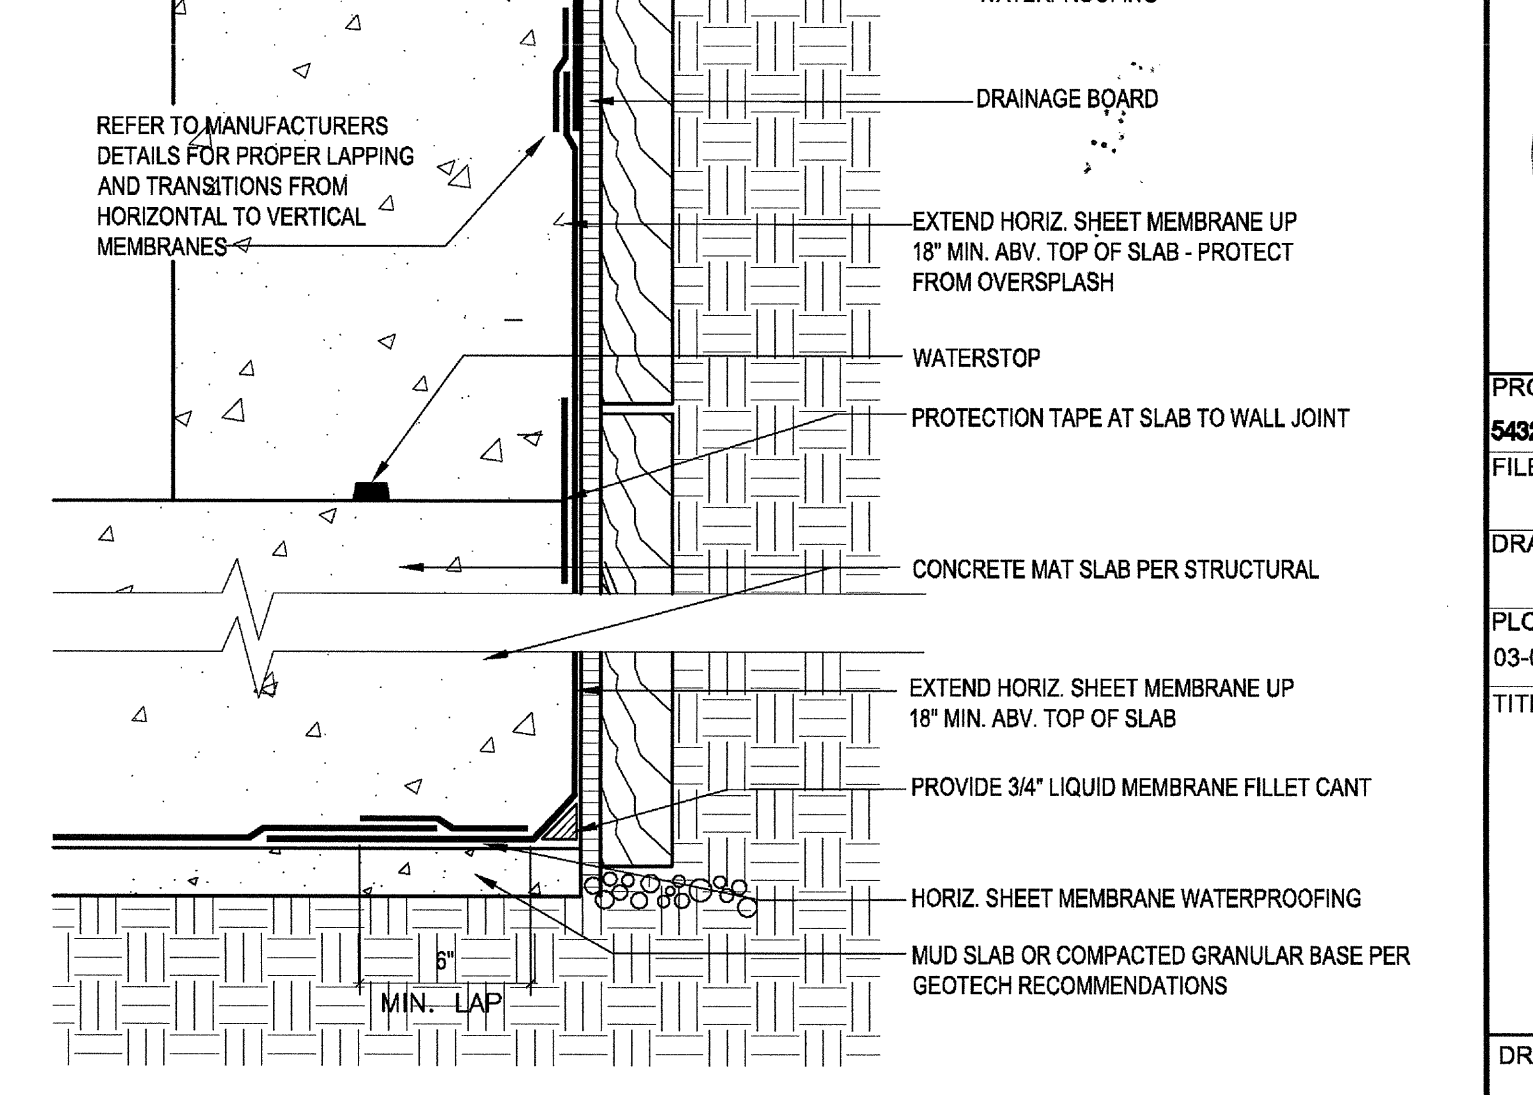 DRAINAGE BOARD
REFER TO MANUFACTURERS
DETAILS FOR PROPER LAPPING
AND TRANSITIONS FROM
HORIZONTAL TO VERTICAL
MEMBRANES
EXTEND HORIZ. SHEET MEMBRANE UP
18" MIN. ABV. TOP OF SLAB - PROTECT
FROM OVERSPLASH
WATERSTOP
PROTECTION TAPE AT SLAB TO WALL JOINT
CONCRETE MAT SLAB PER STRUCTURAL
EXTEND HORIZ. SHEET MEMBRANE UP
18" MIN. ABV. TOP OF SLAB
PROVIDE 3/4" LIQUID MEMBRANE FILLET CANT
HORIZ. SHEET MEMBRANE WATERPROOFING
MUD SLAB OR COMPACTED GRANULAR BASE PER
GEOTECH RECOMMENDATIONS
6"
MIN. LAP
PRO
5432
FILE
DRA
PLO
03-0
TITL
DR